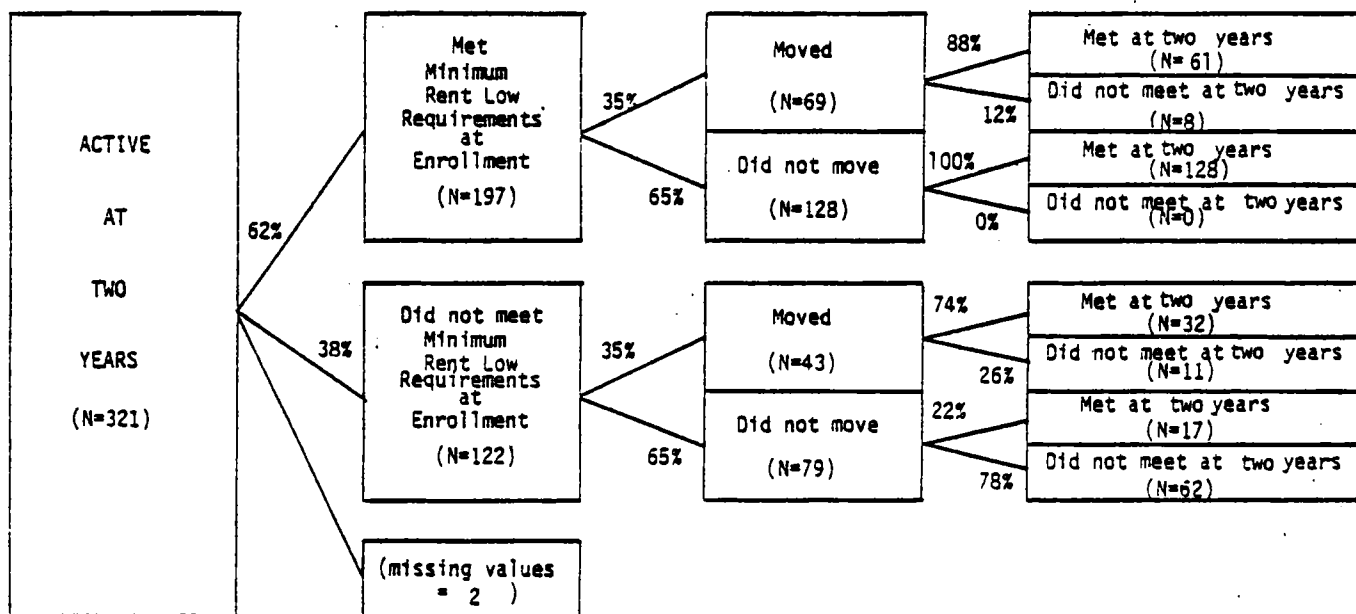 ACTIVE
AT
TWO
YEARS
(N=321)
62%
38%
Met
Minimum
Rent Low
Requirements
at
Enrollment
(N=197)
35%
65%
Moved
(N=69)
Did not move
(N=128)
88%
12%
100%
0%
Met at two years
(N=61)
Did not meet at two years
(N=8)
Met at two years
(N=128)
Did not meet at two years
(N=0)
Did not meet
Minimum
Rent Low
Requirements
at
Enrollment
(N=122)
35%
65%
Moved
(N=43)
Did not move
(N=79)
74%
26%
22%
78%
Met at two years
(N=32)
Did not meet at two years
(N=11)
Met at two years
(N=17)
Did not meet at two years
(N=62)
(missing values
= 2 )